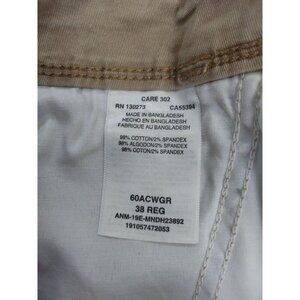 CARE 302
RN 130273 CA55394
MADE IN BANGLADESH
HECHO EN BANGLADESH
FABRIQUE AU BANGLADESH
98% COTTON/2% SPANDEX
98% ALGODON/2% SPANDEX
98% COTON/2% SPANDEX
60ACWGR
38 REG
ANM-19E-MNDH23892
191057472053